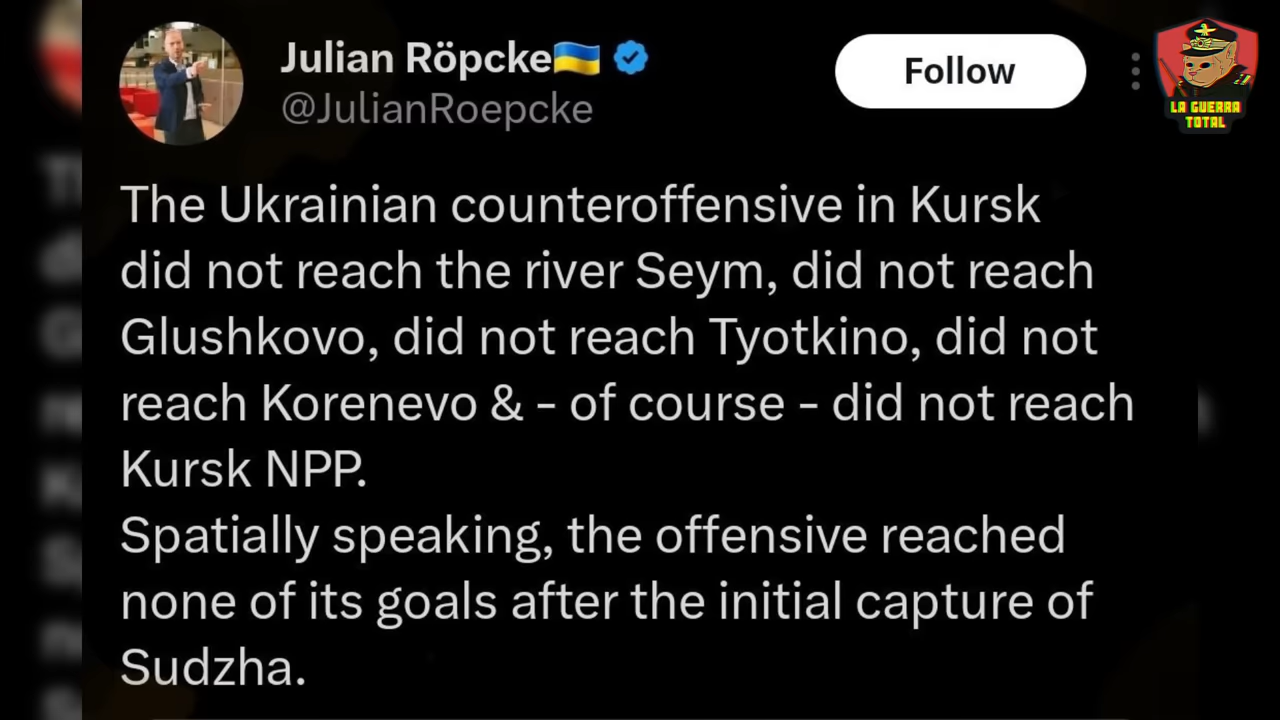 Julian Röpcke🇺🇦
@JulianRoepcke
Follow
LA GUERRA
TOTAL
The Ukrainian counteroffensive in Kursk
did not reach the river Seym, did not reach
Glushkovo, did not reach Tyotkino, did not
reach Korenevo & - of course - did not reach
Kursk NPP.
Spatially speaking, the offensive reached
none of its goals after the initial capture of
Sudzha.